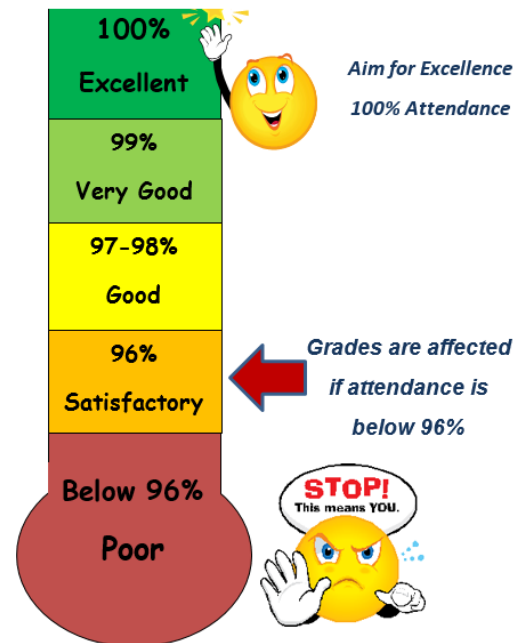 100%
Excellent
Aim for Excellence
100% Attendance
99%
Very Good
97-98%
Good
96%
Satisfactory
Grades are affected
if attendance is
below 96%
Below 96%
Poor
STOP!
This means YOU.